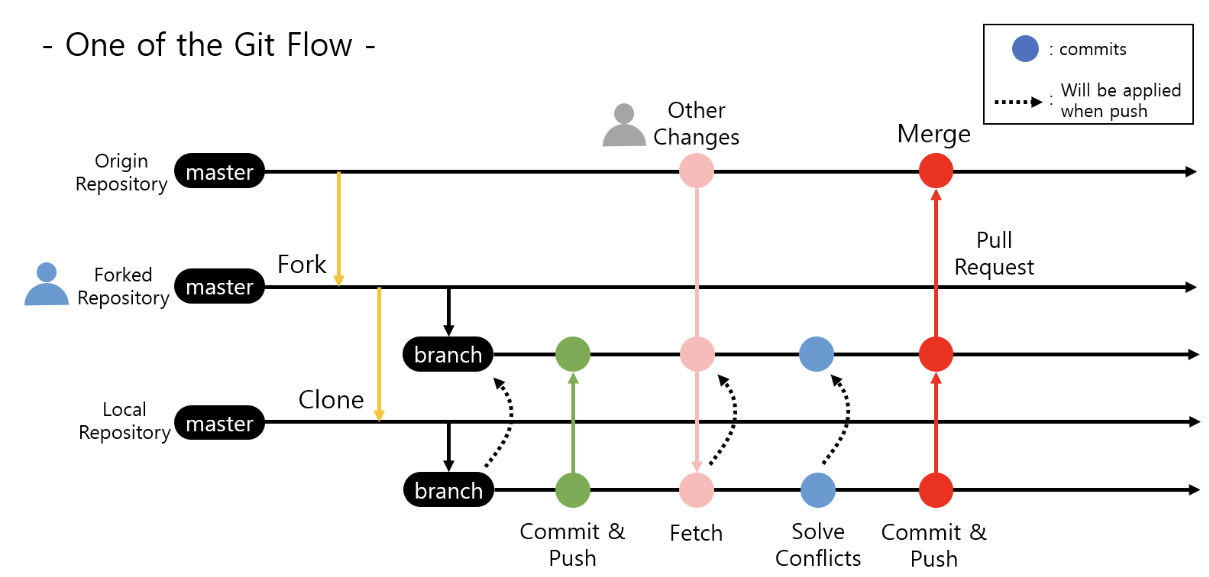 - One of the Git Flow -
: commits
: Will be applied
when push
Other
Changes
Merge
Origin
Repository
master
Fork
Pull
Request
Forked
Repository
master
branch
Clone
Local
Repository
master
branch
Commit &
Push
Fetch
Solve
Conflicts
Commit &
Push